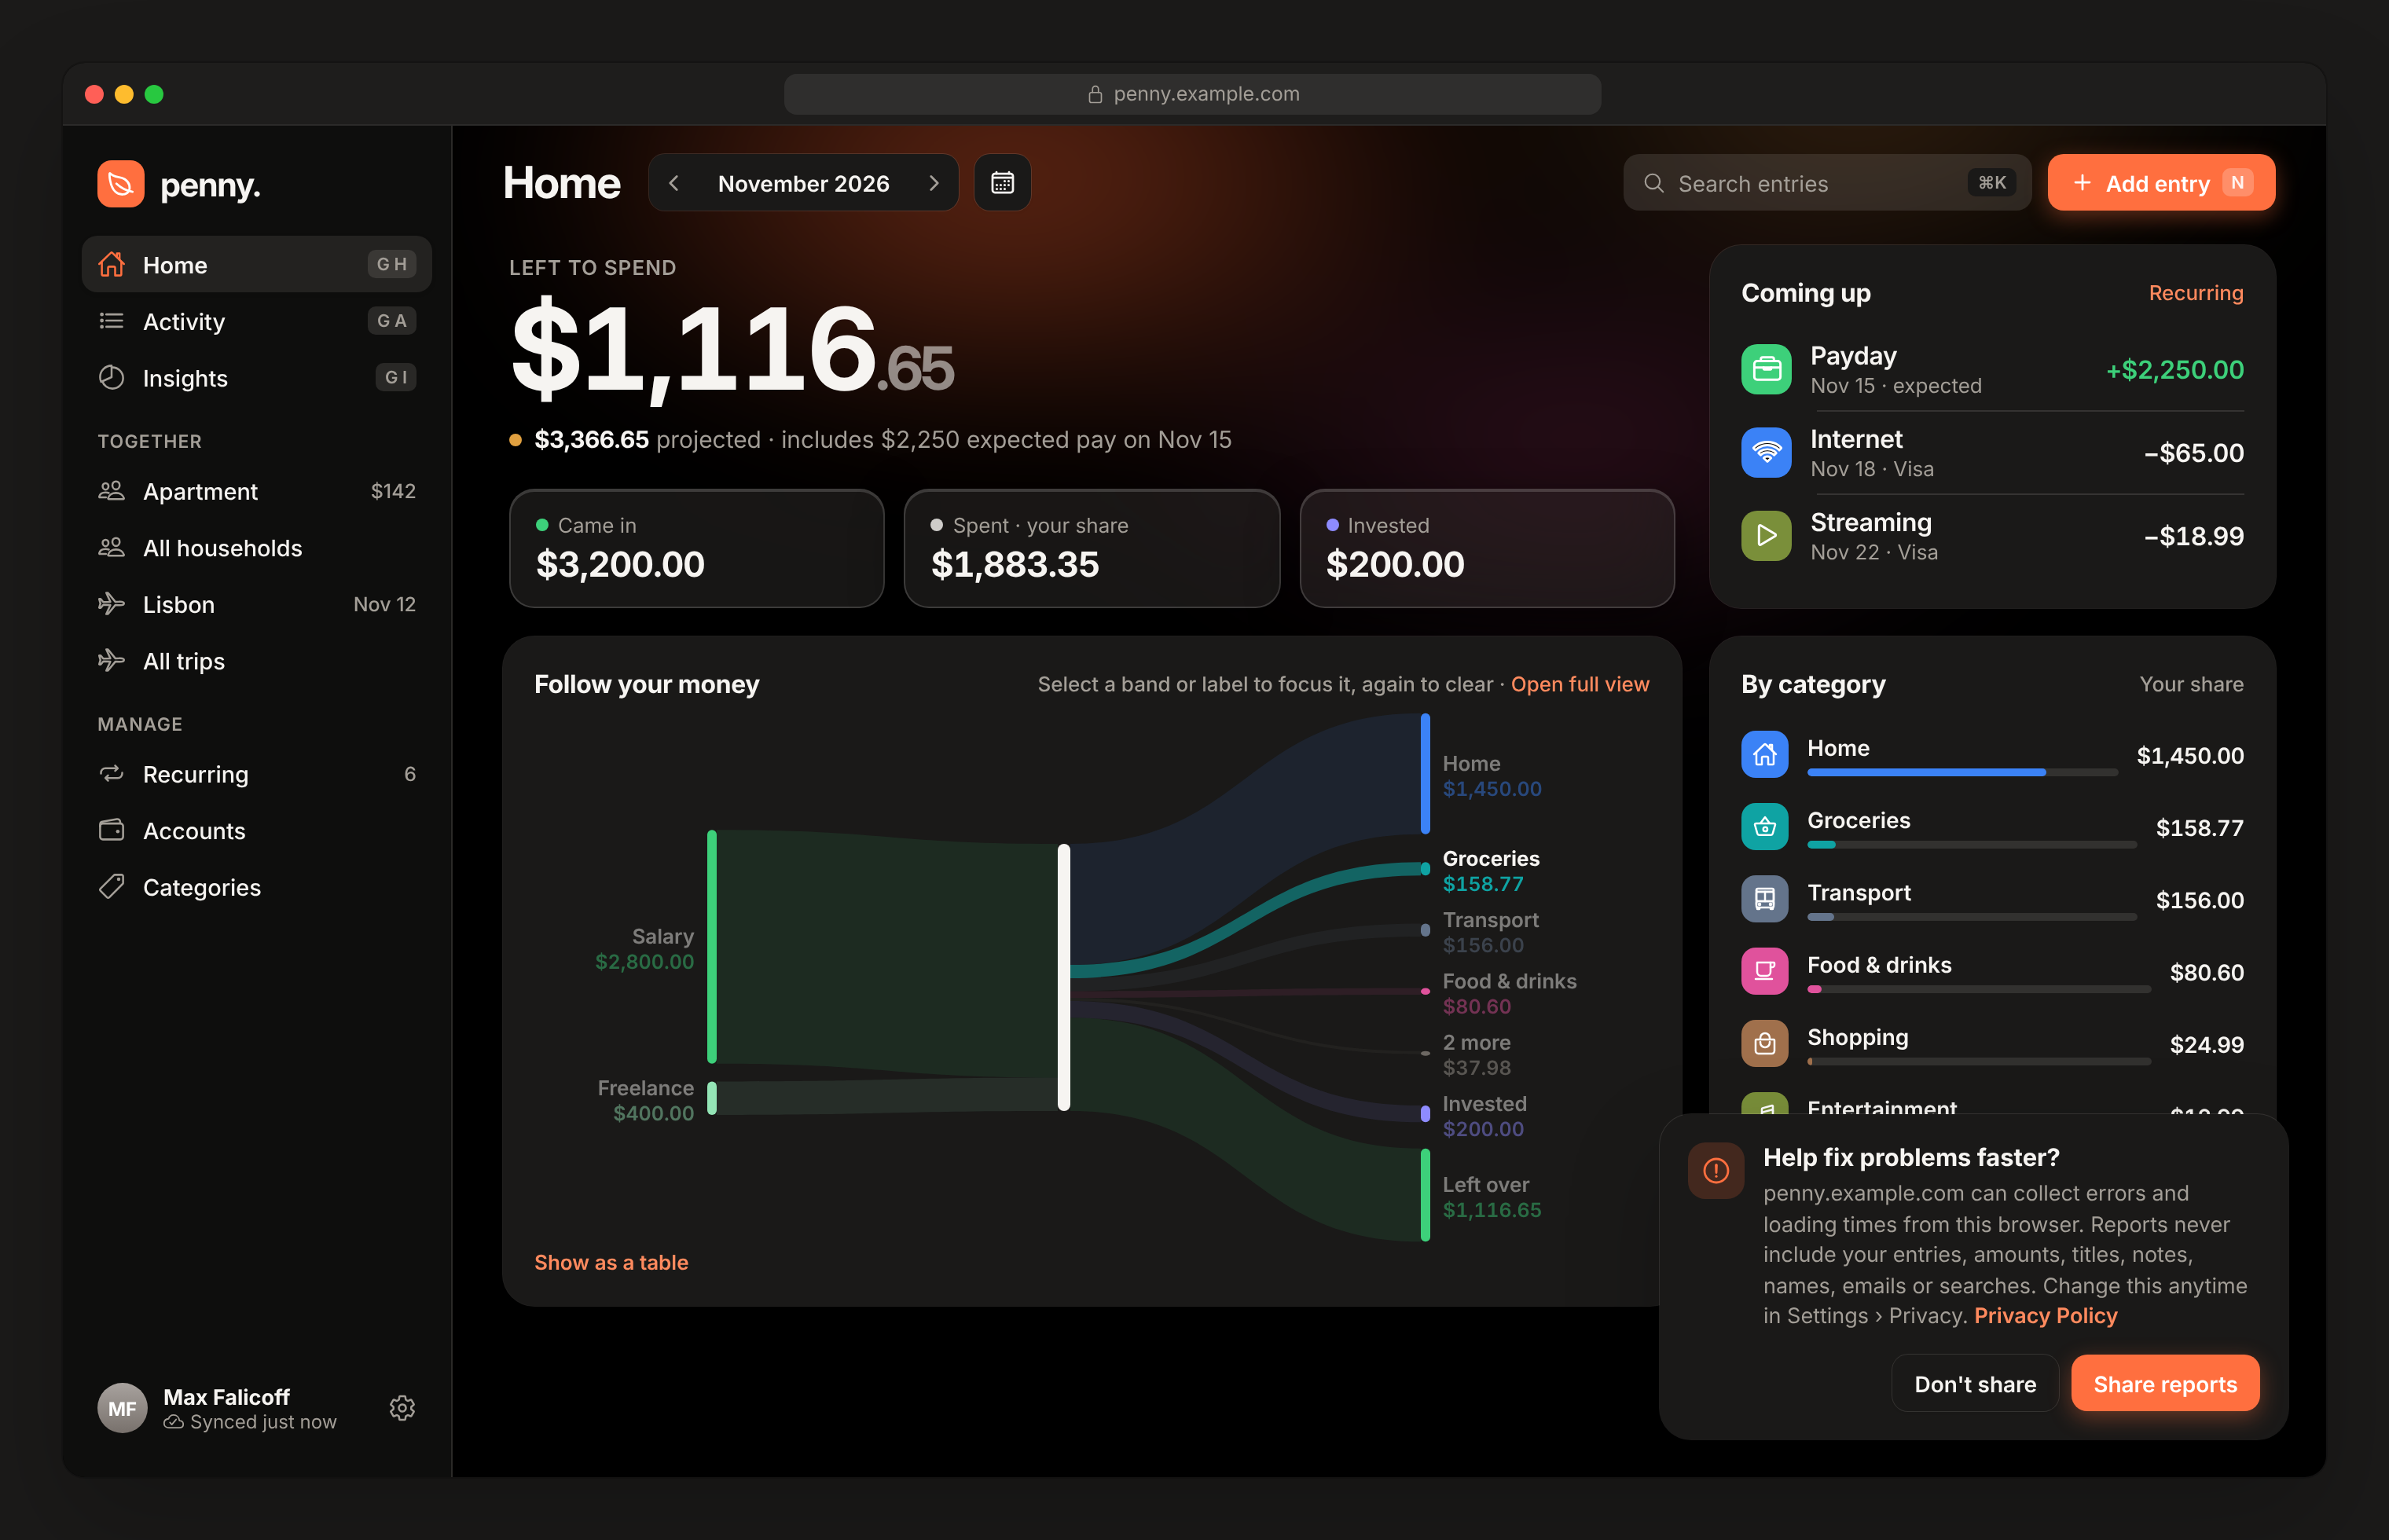 penny.example.com
penny.
Home G H
Activity G A
Insights G I
TOGETHER
Apartment $142
All households
Lisbon Nov 12
All trips
MANAGE
Recurring 6
Accounts
Categories
MF
Max Falicoff
Synced just now
Home
November 2026
Search entries ⌘K
+ Add entry N
LEFT TO SPEND
$1,116.65
$3,366.65 projected · includes $2,250 expected pay on Nov 15
Came in
$3,200.00
Spent · your share
$1,883.35
Invested
$200.00
Coming up Recurring
Payday
Nov 15 · expected
+$2,250.00
Internet
Nov 18 · Visa
−$65.00
Streaming
Nov 22 · Visa
−$18.99
Follow your money
Select a band or label to focus it, again to clear · Open full view
Salary
$2,800.00
Freelance
$400.00
Home
$1,450.00
Groceries
$158.77
Transport
$156.00
Food & drinks
$80.60
2 more
$37.98
Invested
$200.00
Left over
$1,116.65
Show as a table
By category Your share
Home $1,450.00
Groceries $158.77
Transport $156.00
Food & drinks $80.60
Shopping $24.99
Entertainment
Help fix problems faster?
penny.example.com can collect errors and
loading times from this browser. Reports never
include your entries, amounts, titles, notes,
names, emails or searches. Change this anytime
in Settings › Privacy. Privacy Policy
Don't share
Share reports